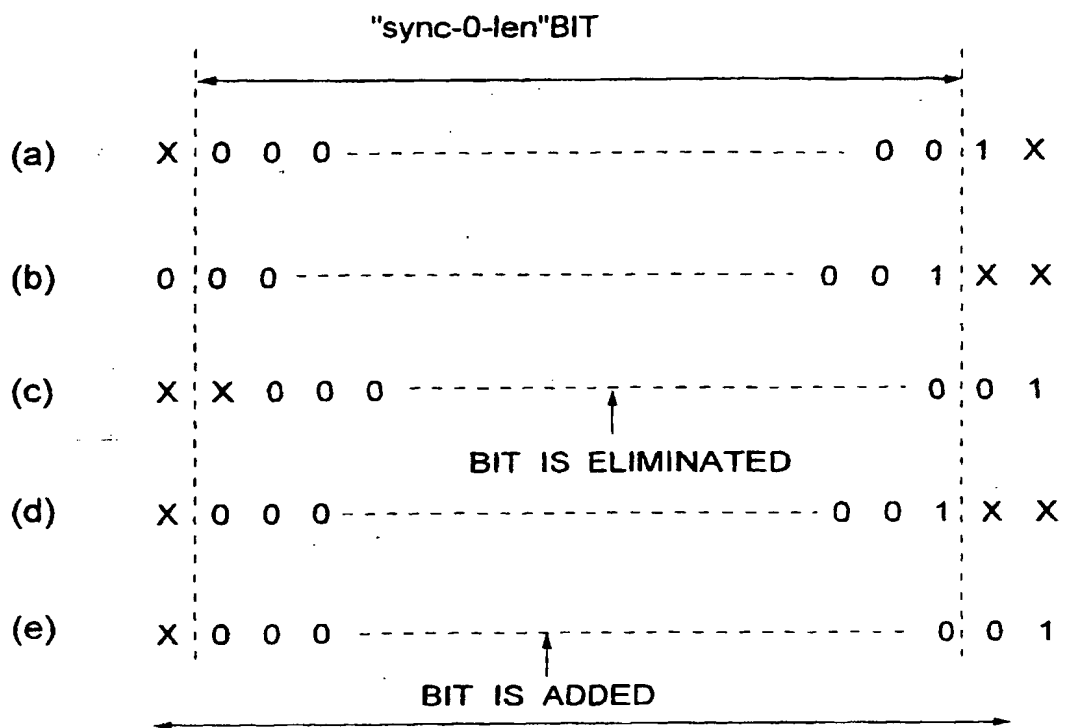 "sync-0-len"BIT
(a) X 0 0 0 ---------- 0 0 1 X
(b) 0 0 0 ---------- 0 0 1 X X
(c) X X 0 0 0 ---------- 0 0 1
BIT IS ELIMINATED
(d) X 0 0 0 ---------- 0 0 1 X X
(e) X 0 0 0 ---------- 0 0 1
BIT IS ADDED